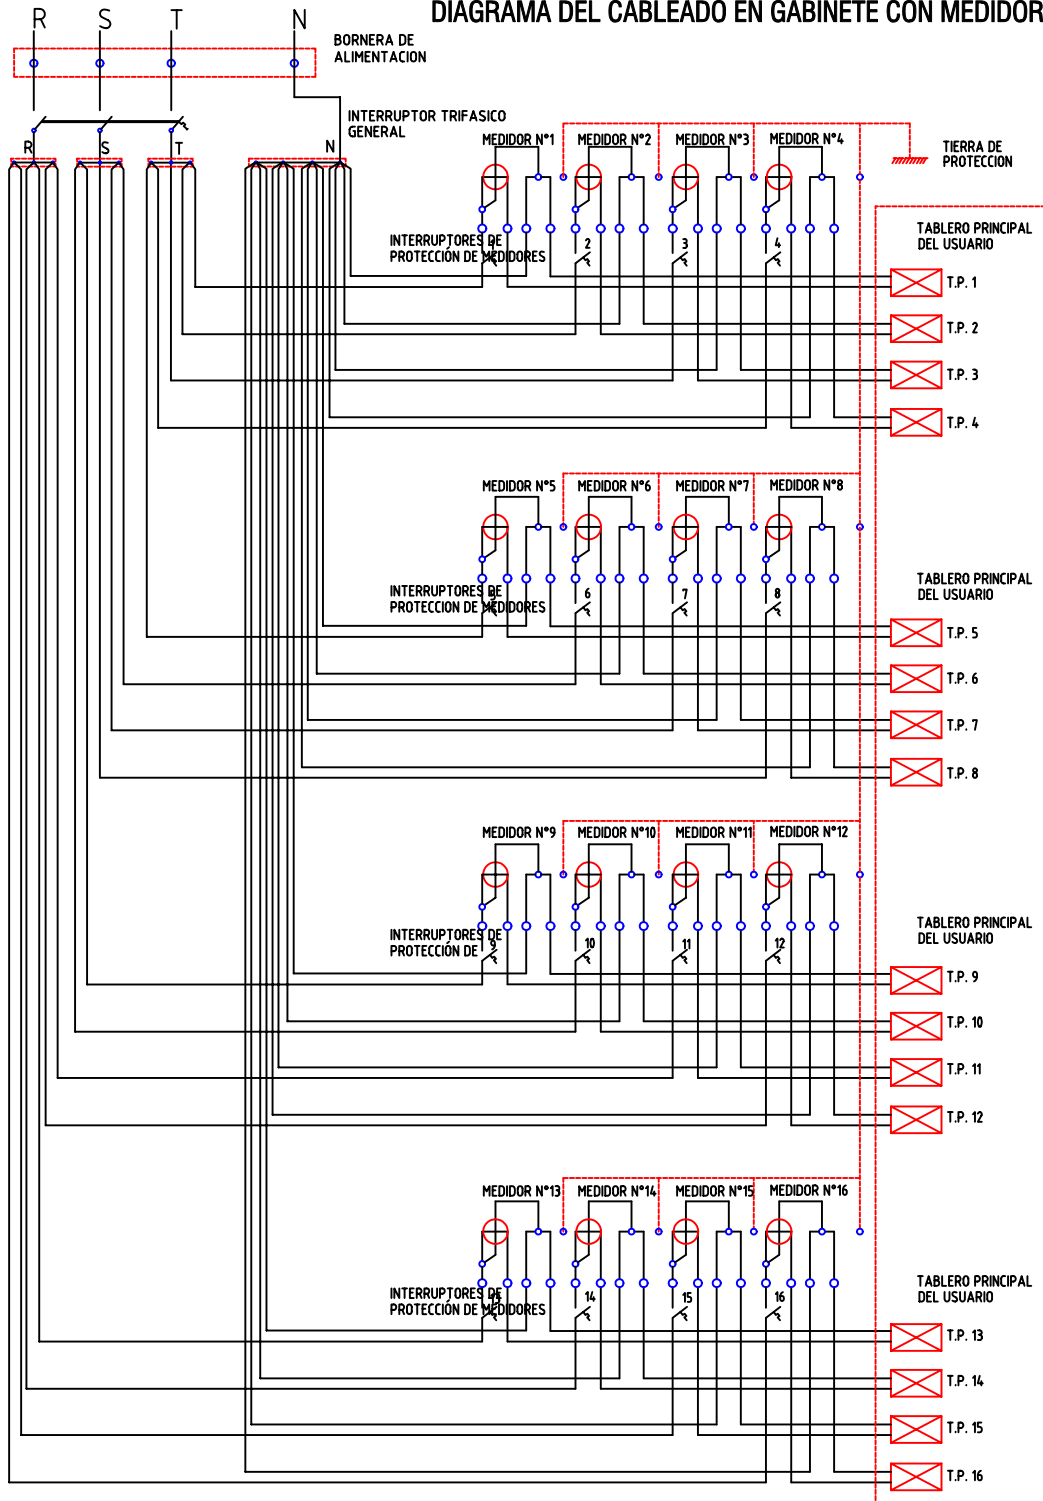 DIAGRAMA DEL CABLEADO EN GABINETE CON MEDIDOR
R S T N
BORNERA DE
ALIMENTACION
INTERRUPTOR TRIFASICO
GENERAL
R S T N
MEDIDOR N°1 MEDIDOR N°2 MEDIDOR N°3 MEDIDOR N°4
TIERRA DE
PROTECCION
TABLERO PRINCIPAL
DEL USUARIO
INTERRUPTORES DE
PROTECCIÓN DE MEDIDORES
1 2 3 4
T.P. 1
T.P. 2
T.P. 3
T.P. 4
MEDIDOR N°5 MEDIDOR N°6 MEDIDOR N°7 MEDIDOR N°8
TABLERO PRINCIPAL
DEL USUARIO
INTERRUPTORES DE
PROTECCION DE MEDIDORES
5 6 7 8
T.P. 5
T.P. 6
T.P. 7
T.P. 8
MEDIDOR N°9 MEDIDOR N°10 MEDIDOR N°11 MEDIDOR N°12
TABLERO PRINCIPAL
DEL USUARIO
INTERRUPTORES DE
PROTECCIÓN DE
9 10 11 12
T.P. 9
T.P. 10
T.P. 11
T.P. 12
MEDIDOR N°13 MEDIDOR N°14 MEDIDOR N°15 MEDIDOR N°16
TABLERO PRINCIPAL
DEL USUARIO
INTERRUPTORES DE
PROTECCIÓN DE MEDIDORES
13 14 15 16
T.P. 13
T.P. 14
T.P. 15
T.P. 16